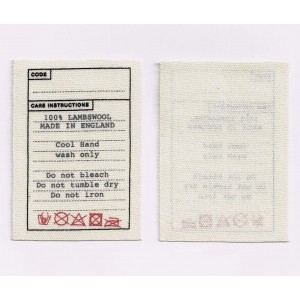 CODE
CARE INSTRUCTIONS
100% LAMBSWOOL
MADE IN ENGLAND
Cool Hand
wash only
Do not bleach
Do not tumble dry
Do not iron